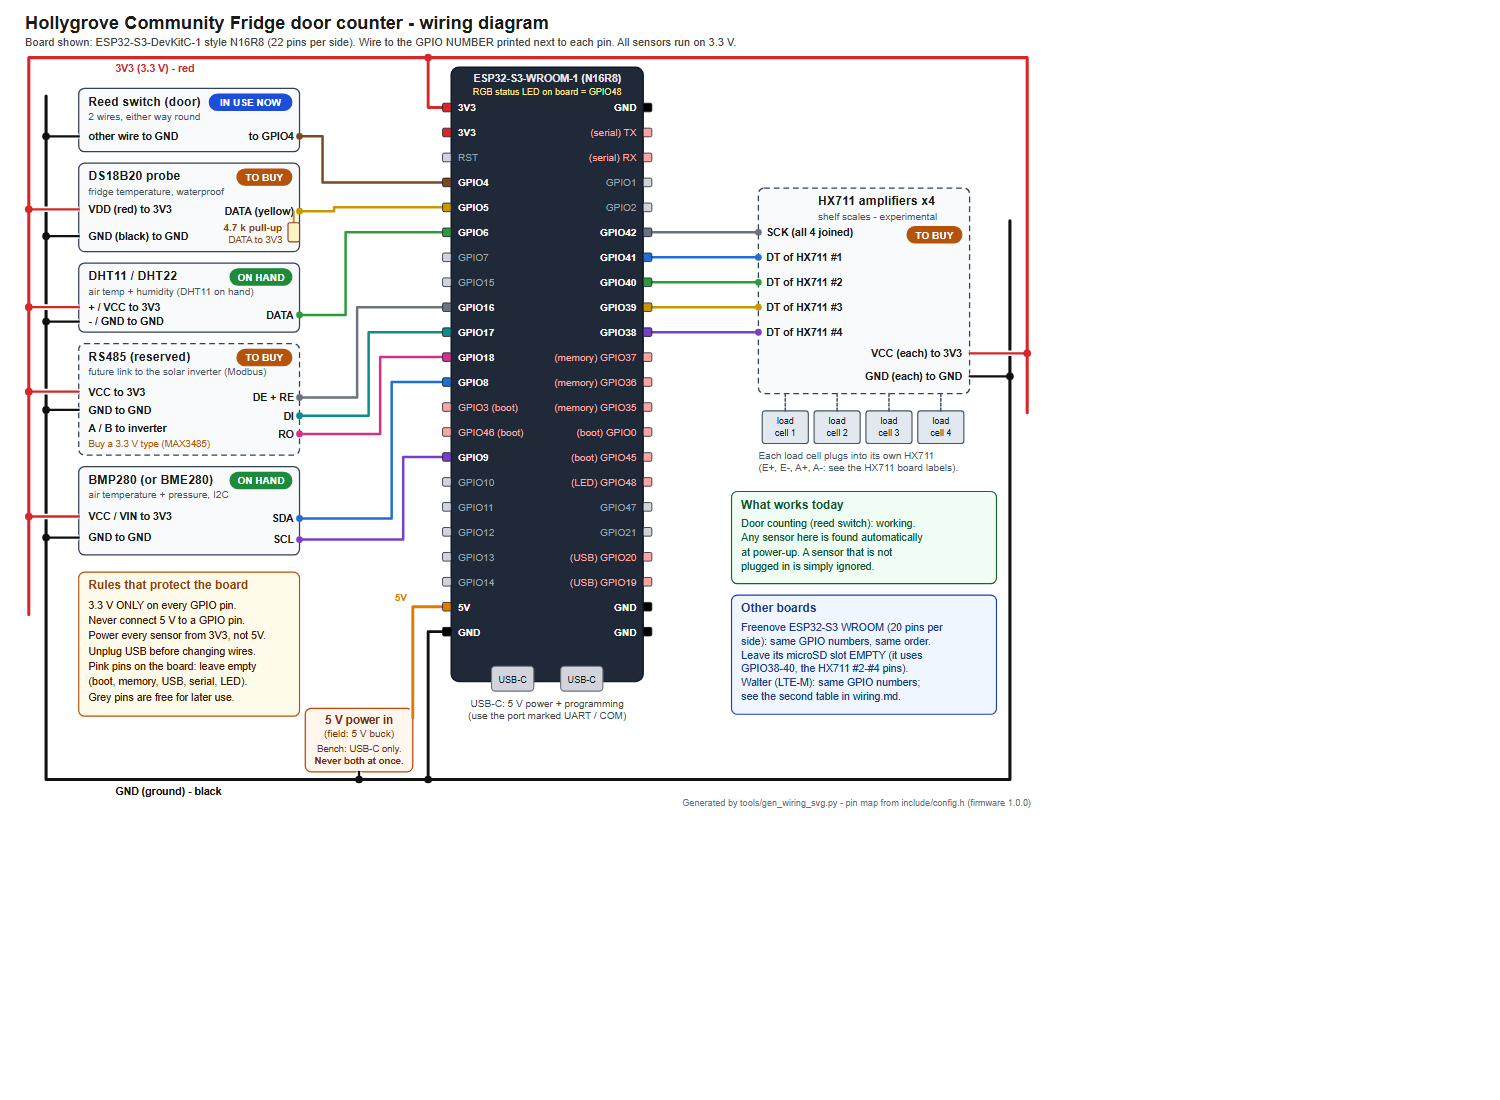 Hollygrove Community Fridge door counter - wiring diagram
Board shown: ESP32-S3-DevKitC-1 style N16R8 (22 pins per side). Wire to the GPIO NUMBER printed next to each pin. All sensors run on 3.3 V.
3V3 (3.3 V) - red
Reed switch (door)
IN USE NOW
2 wires, either way round
other wire to GND
to GPIO4
DS18B20 probe
TO BUY
fridge temperature, waterproof
VDD (red) to 3V3
DATA (yellow)
4.7 k pull-up
DATA to 3V3
GND (black) to GND
DHT11 / DHT22
ON HAND
air temp + humidity (DHT11 on hand)
+ / VCC to 3V3
DATA
- / GND to GND
RS485 (reserved)
TO BUY
future link to the solar inverter (Modbus)
VCC to 3V3
DE + RE
GND to GND
DI
A / B to inverter
RO
Buy a 3.3 V type (MAX3485)
BMP280 (or BME280)
ON HAND
air temperature + pressure, I2C
VCC / VIN to 3V3
SDA
GND to GND
SCL
Rules that protect the board
3.3 V ONLY on every GPIO pin.
Never connect 5 V to a GPIO pin.
Power every sensor from 3V3, not 5V.
Unplug USB before changing wires.
Pink pins on the board: leave empty
(boot, memory, USB, serial, LED).
Grey pins are free for later use.
5V
5 V power in
(field: 5 V buck)
Bench: USB-C only.
Never both at once.
GND (ground) - black
ESP32-S3-WROOM-1 (N16R8)
RGB status LED on board = GPIO48
3V3
GND
3V3
(serial) TX
RST
(serial) RX
GPIO4
GPIO1
GPIO5
GPIO2
GPIO6
GPIO42
GPIO7
GPIO41
GPIO15
GPIO40
GPIO16
GPIO39
GPIO17
GPIO38
GPIO18
(memory) GPIO37
GPIO8
(memory) GPIO36
GPIO3 (boot)
(memory) GPIO35
GPIO46 (boot)
(boot) GPIO0
GPIO9
(boot) GPIO45
GPIO10
(LED) GPIO48
GPIO11
GPIO47
GPIO12
GPIO21
GPIO13
(USB) GPIO20
GPIO14
(USB) GPIO19
5V
GND
GND
GND
USB-C
USB-C
USB-C: 5 V power + programming
(use the port marked UART / COM)
HX711 amplifiers x4
shelf scales - experimental
SCK (all 4 joined)
TO BUY
DT of HX711 #1
DT of HX711 #2
DT of HX711 #3
DT of HX711 #4
VCC (each) to 3V3
GND (each) to GND
load cell 1
load cell 2
load cell 3
load cell 4
Each load cell plugs into its own HX711
(E+, E-, A+, A-: see the HX711 board labels).
What works today
Door counting (reed switch): working.
Any sensor here is found automatically
at power-up. A sensor that is not
plugged in is simply ignored.
Other boards
Freenove ESP32-S3 WROOM (20 pins per
side): same GPIO numbers, same order.
Leave its microSD slot EMPTY (it uses
GPIO38-40, the HX711 #2-#4 pins).
Walter (LTE-M): same GPIO numbers;
see the second table in wiring.md.
Generated by tools/gen_wiring_svg.py - pin map from include/config.h (firmware 1.0.0)